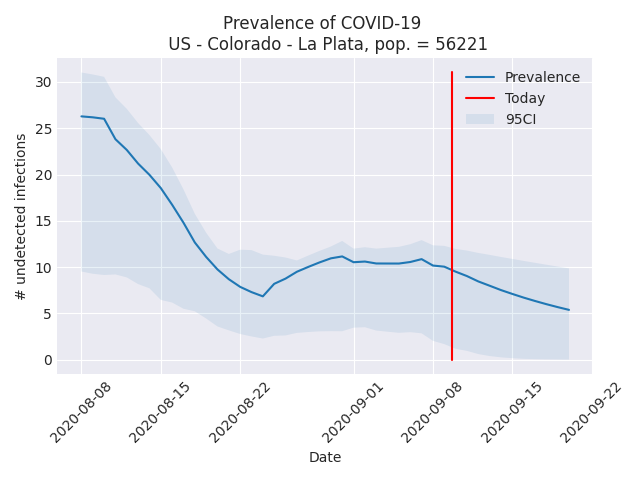 Prevalence of COVID-19
US - Colorado - La Plata, pop. = 56221
Prevalence
Today
95CI
# undetected infections
30
25
20
15
10
5
0
2020-08-08
2020-08-15
2020-08-22
2020-09-01
2020-09-08
2020-09-15
2020-09-22
Date